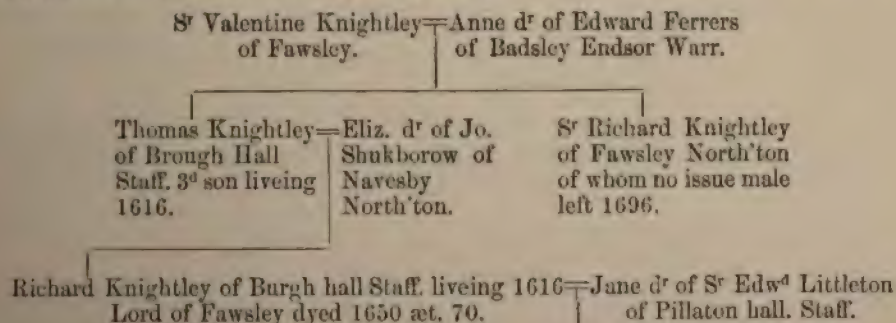 Sʳ Valentine Knightley═Anne dʳ of Edward Ferrers
of Fawsley. of Badsley Endsor Warr.
Thomas Knightley═Eliz. dʳ of Jo.
of Brough Hall Shukborow of
Staff. 3ᵈ son liveing Navesby
1616. North'ton.
Sʳ Richard Knightley
of Fawsley North'ton
of whom no issue male
left 1696.
Richard Knightley of Burgh hall Staff. liveing 1616═Jane dʳ of Sʳ Edwᵈ Littleton
Lord of Fawsley dyed 1650 æt. 70. of Pillaton hall. Staff.